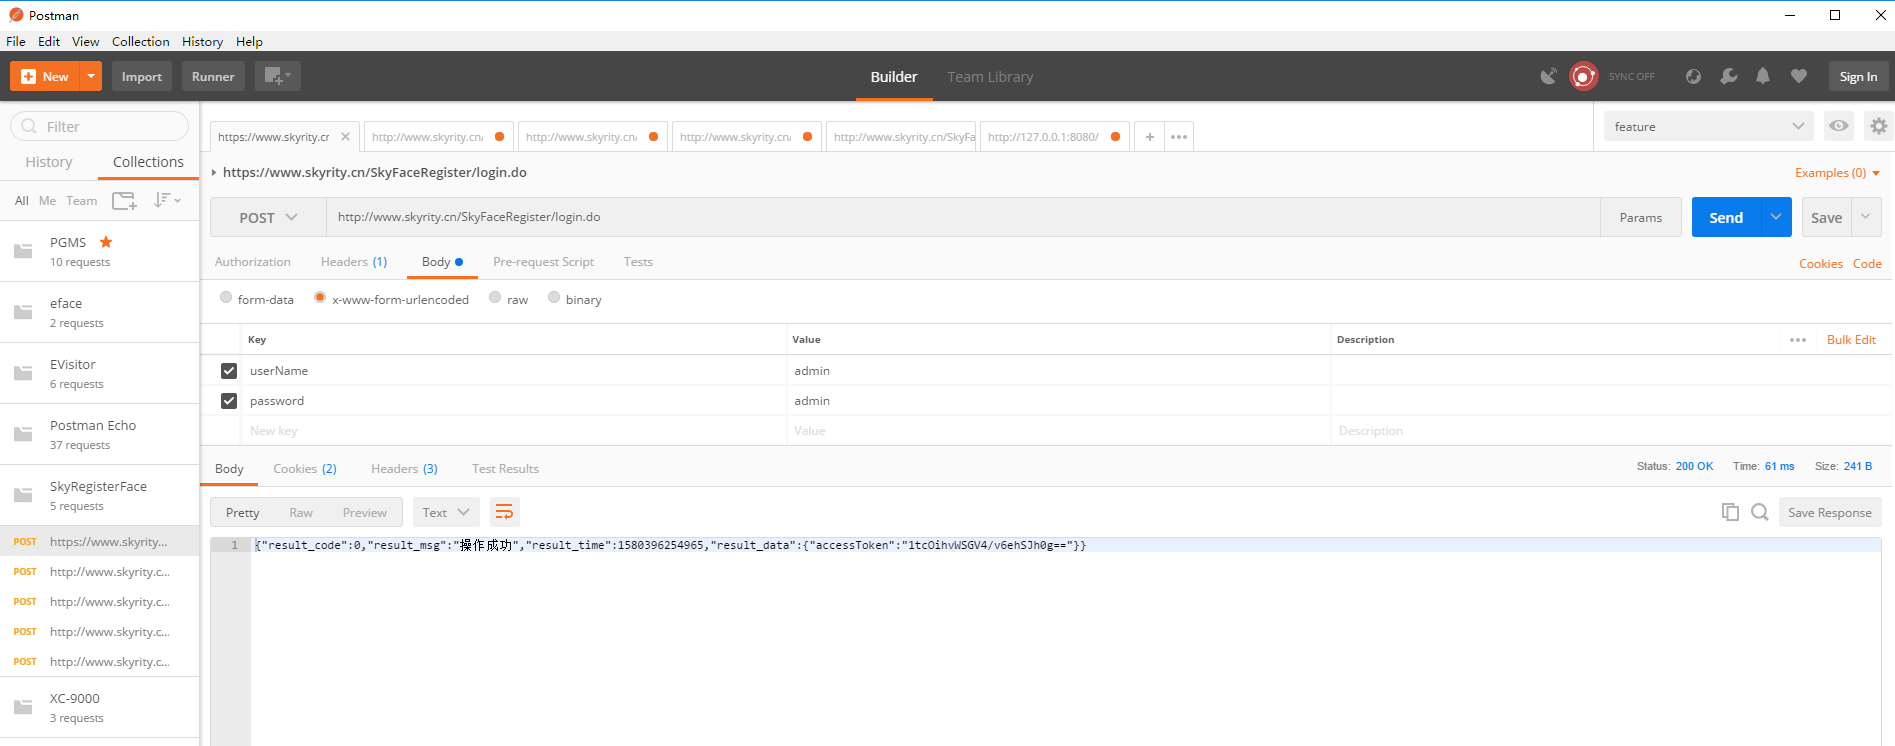 Postman
File Edit View Collection History Help
New Import Runner Builder Team Library SYNC OFF Sign In
Filter
History Collections
All Me Team
PGMS
10 requests
eface
2 requests
EVisitor
6 requests
Postman Echo
37 requests
SkyRegisterFace
5 requests
POST https://www.skyrity...
POST http://www.skyrity.c...
POST http://www.skyrity.c...
POST http://www.skyrity.c...
POST http://www.skyrity.c...
XC-9000
3 requests
https://www.skyrity.cr http://www.skyrity.cn/ http://www.skyrity.cn/ http://www.skyrity.cn/ http://www.skyrity.cn/SkyFa http://127.0.0.1:8080/ + •••
feature
https://www.skyrity.cn/SkyFaceRegister/login.do Examples (0)
POST http://www.skyrity.cn/SkyFaceRegister/login.do Params Send Save
Authorization Headers (1) Body Pre-request Script Tests Cookies Code
form-data x-www-form-urlencoded raw binary
Key Value Description ••• Bulk Edit
userName admin
password admin
New key Value Description
Body Cookies (2) Headers (3) Test Results Status: 200 OK Time: 61 ms Size: 241 B
Pretty Raw Preview Text Save Response
1 {"result_code":0,"result_msg":"操作成功","result_time":1580396254965,"result_data":{"accessToken":"1tcOihvWSGV4/v6ehSJh0g=="}}